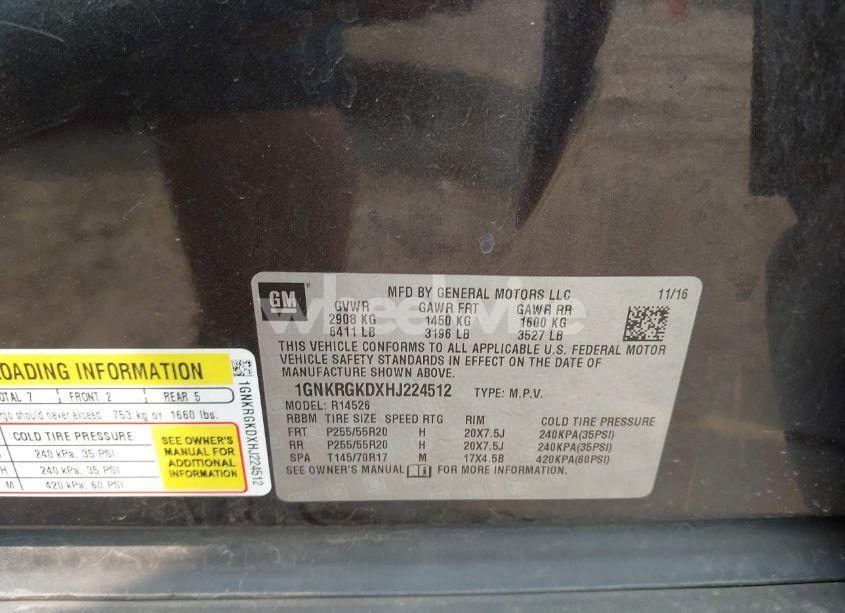 GM
MFD BY GENERAL MOTORS LLC 11/16
GVWR GAWR FRT GAWR RR
2908 KG 1450 KG 1600 KG
6411 LB 3196 LB 3527 LB
THIS VEHICLE CONFORMS TO ALL APPLICABLE U.S. FEDERAL MOTOR
VEHICLE SAFETY STANDARDS IN EFFECT ON THE DATE OF
MANUFACTURE SHOWN ABOVE.
1GNKRGKDXHJ224512 TYPE: M.P.V.
MODEL: R14526
RBBM TIRE SIZE SPEED RTG RIM COLD TIRE PRESSURE
FRT P255/55R20 H 20X7.5J 240KPA(35PSI)
RR P255/55R20 H 20X7.5J 240KPA(35PSI)
SPA T145/70R17 M 17X4.5B 420KPA(60PSI)
SEE OWNER'S MANUAL FOR MORE INFORMATION.
LOADING INFORMATION
TOTAL 7 FRONT 2 REAR 5
should never exceed 753 kg or 1660 lbs.
COLD TIRE PRESSURE
240 kPa, 35 PSI
H 240 kPa, 35 PSI
M 420 kPa, 60 PSI
SEE OWNER'S
MANUAL FOR
ADDITIONAL
INFORMATION
1GNKRGKDXHJ224512